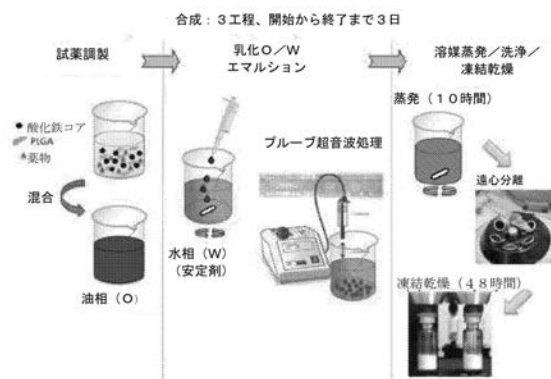 合成：３工程、開始から終了まで３日
試薬調製
乳化Ｏ／Ｗ
エマルション
溶媒蒸発／洗浄／
凍結乾燥
酸化鉄コア
PLGA
薬物
混合
油相（Ｏ）
水相（Ｗ）
（安定剤）
プルーブ超音波処理
蒸発（１０時間）
遠心分離
凍結乾燥（４８時間）